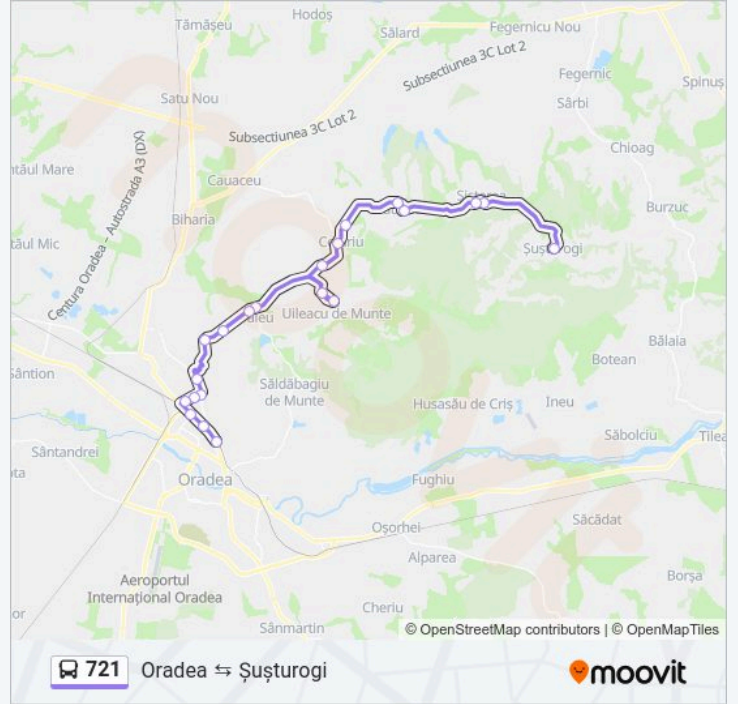 Hodoș
Tămășeu
Fegernicu Nou
Sălard
Subsectiunea 3C Lot 2
Fegernic
Spinuș
Satu Nou
Sârbi
Subsectiunea 3C Lot 2
Chioag
Centura Oradea - Autostrada A3 (DX)
ntăul Mare
Cauaceu
Burzuc
Biharia
tăul Mic
Șușturogi
Uileacu de Munte
Bălaia
Botean
Sântion
Săldăbagiu
de Munte
Husasău de Criș
Ineu
Săbolciu
Tilea
Sântandrei
Oradea
Fughiu
Oșorhei
Săcădat
Alparea
Aeroportul
Internațional Oradea
Borșa
Cheriu
Sânmartin
© OpenStreetMap contributors | © OpenMapTiles
721 Oradea ⇆ Șușturogi
moovit